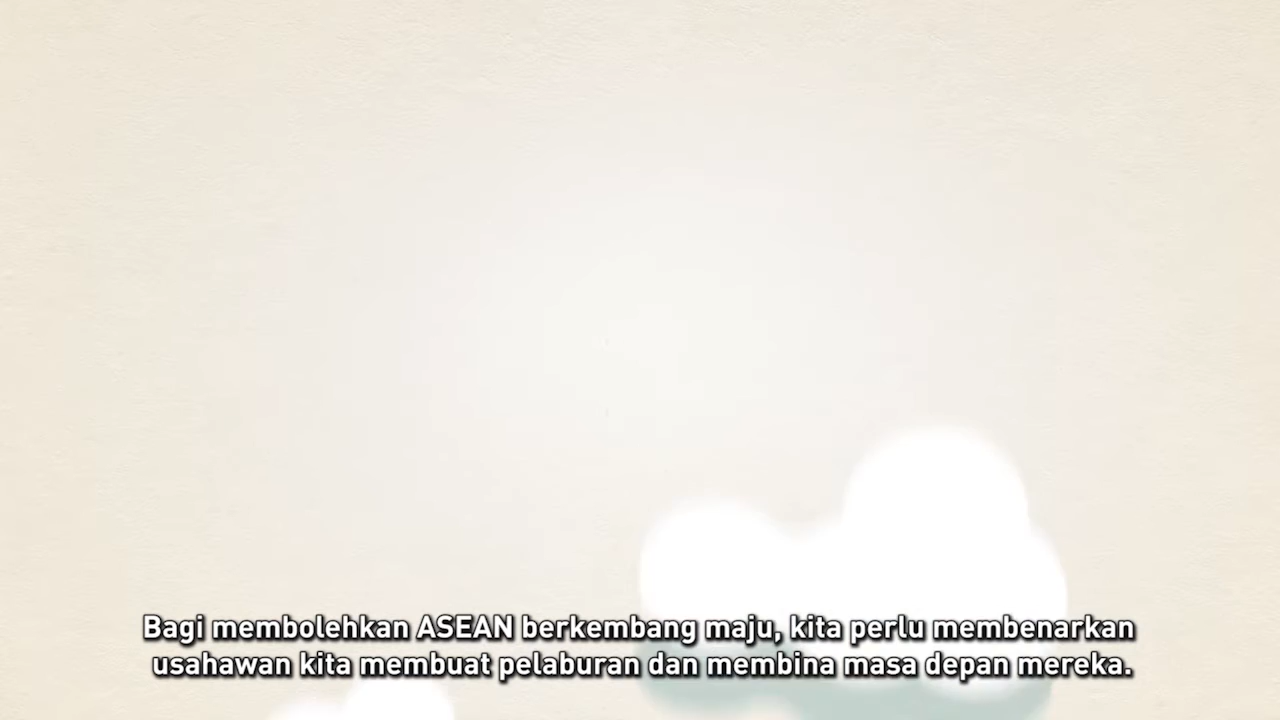 Bagi membolehkan ASEAN berkembang maju, kita perlu membenarkan
usahawan kita membuat pelaburan dan membina masa depan mereka.